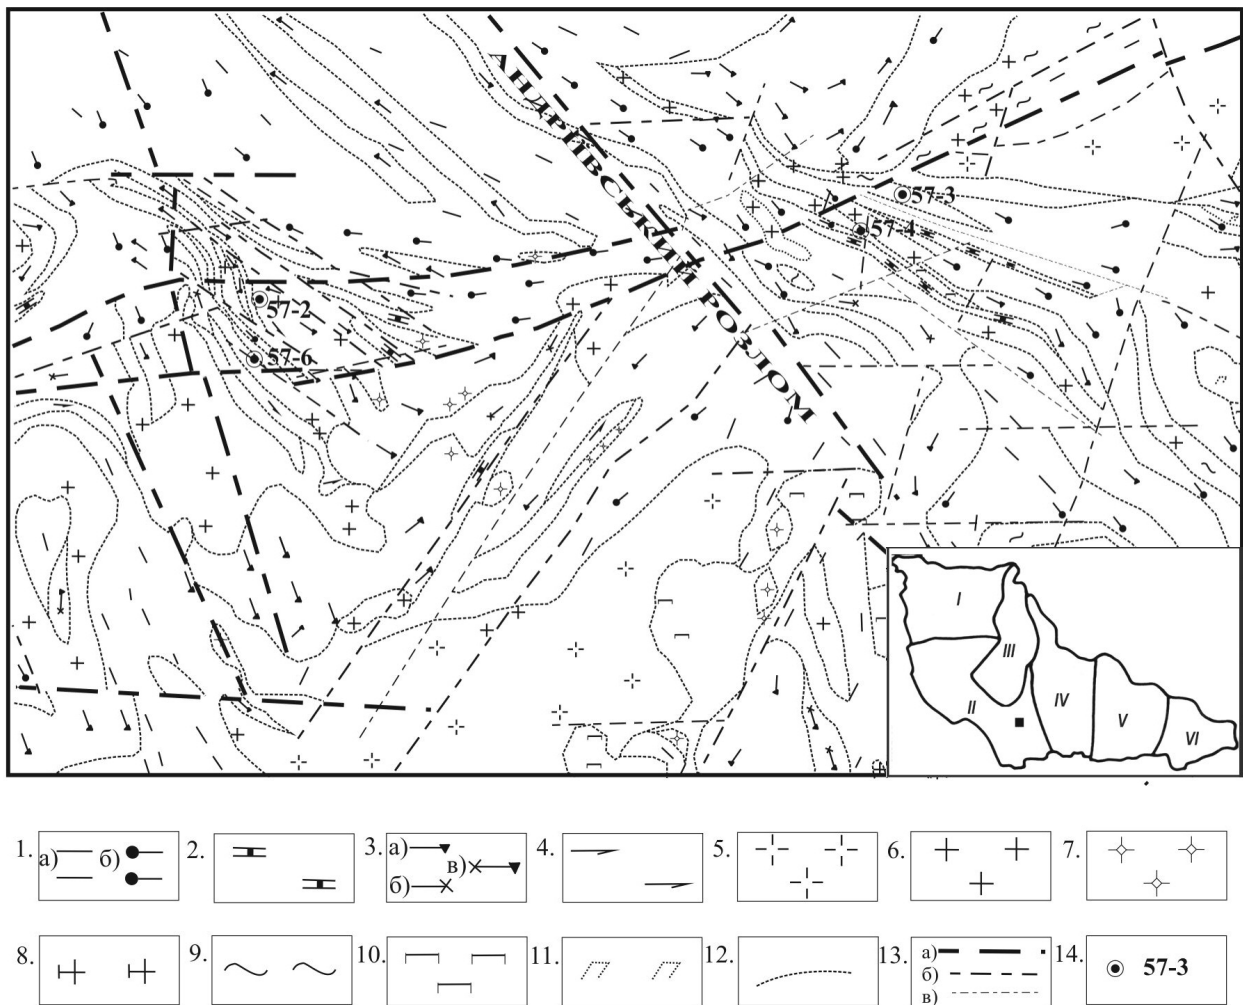 АНДРІЇВСЬКИЙ РОЗЛОМ
57-3
57-4
57-2
57-6
I
III
II
IV
V
VI
1. а) б) 2. 3. а) б) в) 4. 5. 6. 7.
8. 9. 10. 11. 12. 13. а) б) в) 14. 57-3